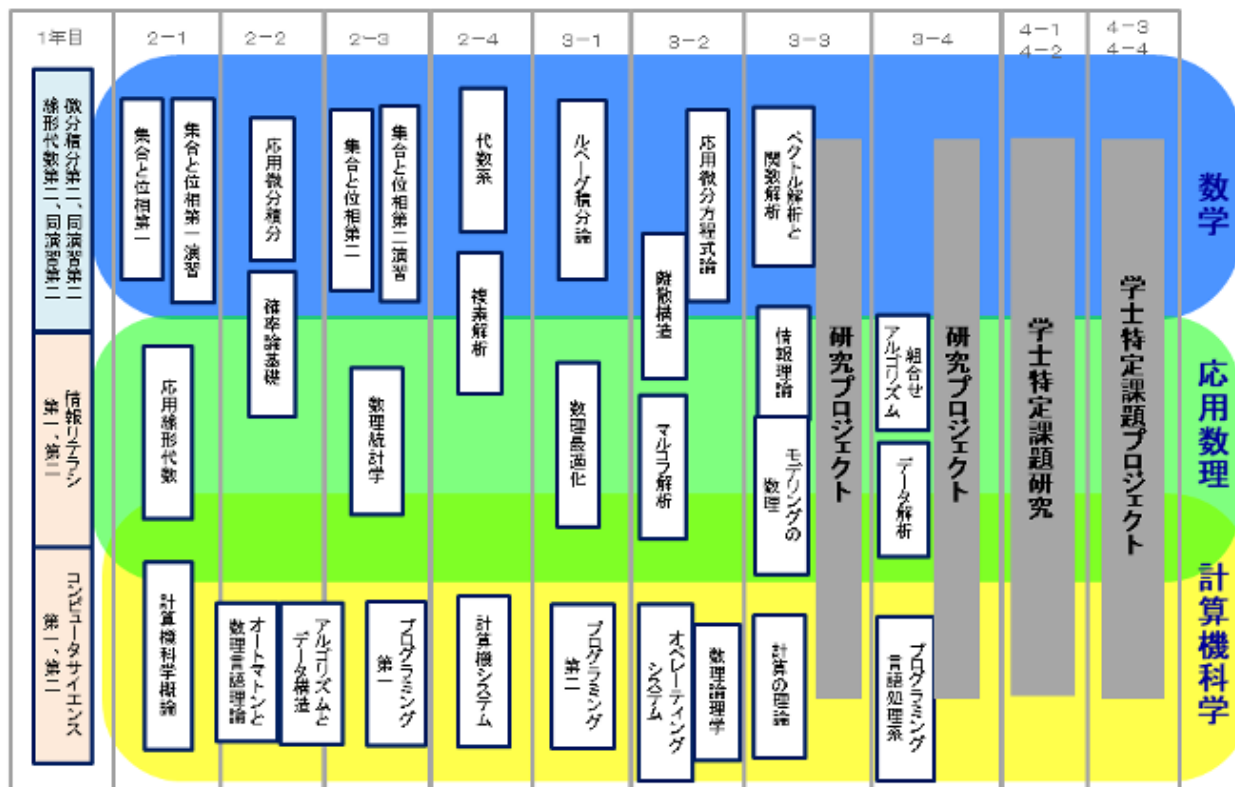 1年目
2-1
2-2
2-3
2-4
3-1
3-2
3-3
3-4
4-1
4-2
4-3
4-4
微分積分第二、同演習第二
線形代数第二、同演習第二
情報リテラシ
第一、第二
コンピュータサイエンス
第一、第二
集合と位相第一
集合と位相第一演習
応用線形代数
計算機科学概論
応用微分積分
確率論基礎
オートマトンと
数理言語理論
アルゴリズムと
データ構造
集合と位相第二
集合と位相第二演習
数理統計学
プログラミング
第一
代数系
複素解析
計算機システム
ルベーグ積分論
数理最適化
プログラミング
第二
応用微分方程式論
離散構造
マルコフ解析
オペレーティング
システム
数理論理学
ベクトル解析と
関数解析
情報理論
モデリングの
数理
計算の理論
研究プロジェクト
組合せ
アルゴリズム
データ解析
プログラミング
言語処理系
研究プロジェクト
学士特定課題研究
学士特定課題プロジェクト
数学
応用数理
計算機科学